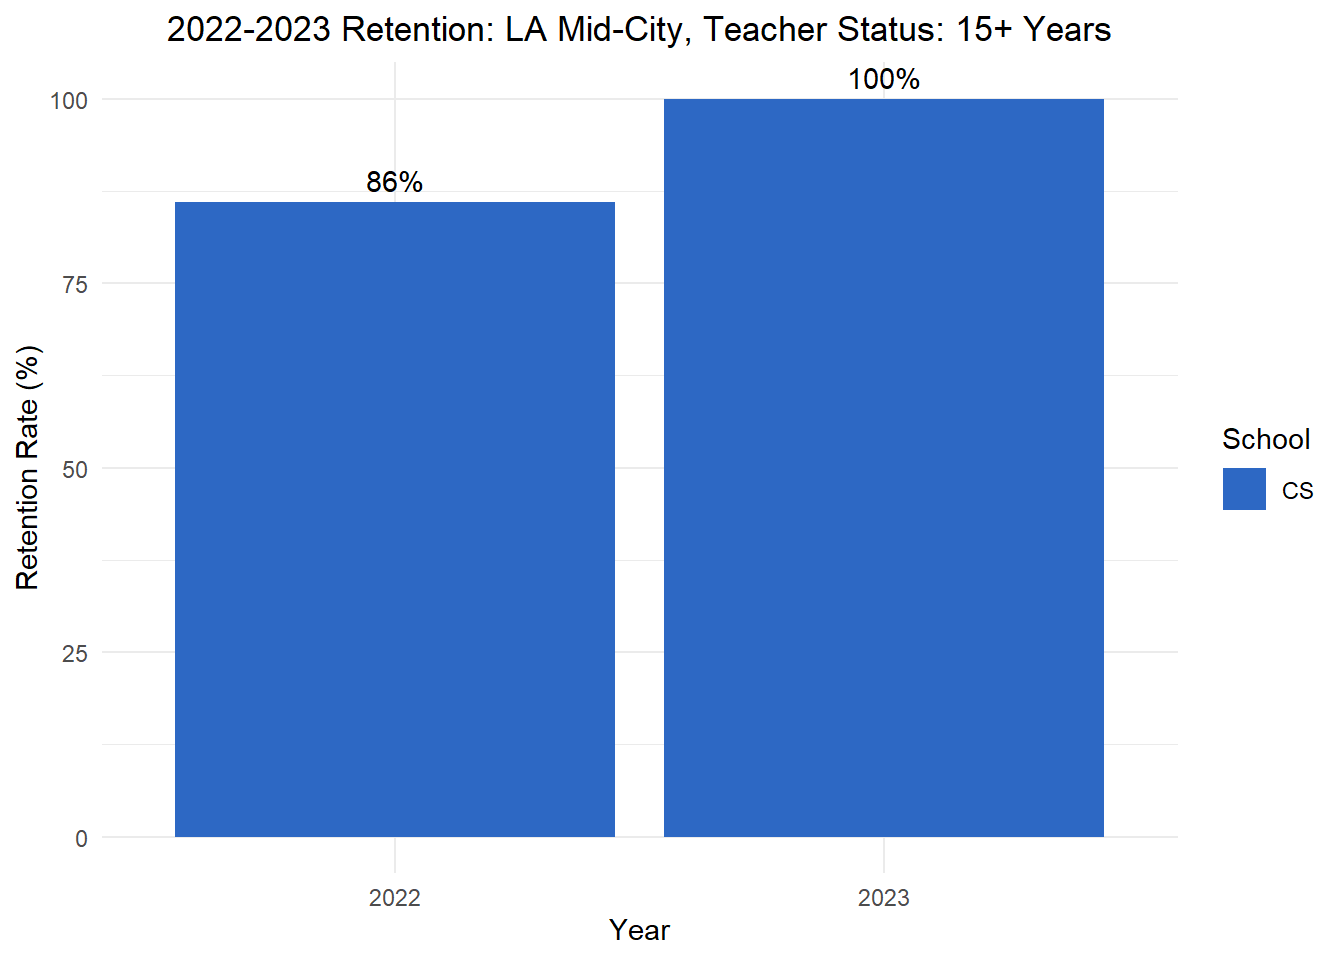 2022-2023 Retention: LA Mid-City, Teacher Status: 15+ Years
100%
86%
100
75
50
25
0
Retention Rate (%)
2022
2023
Year
School
CS